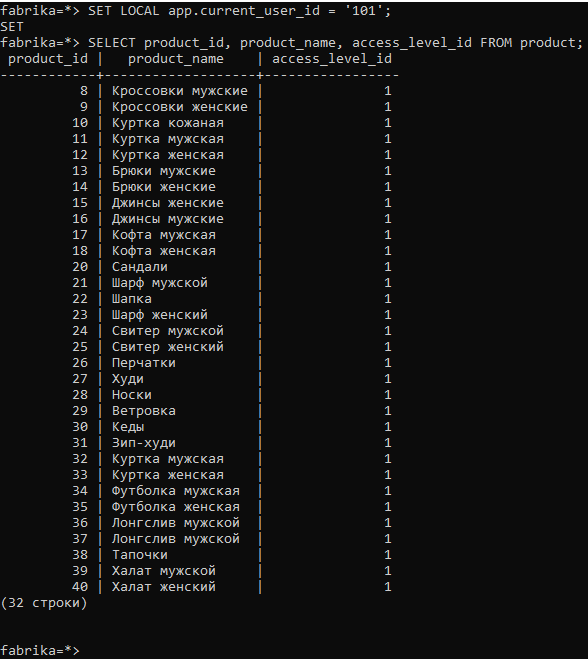 fabrika=*> SET LOCAL app.current_user_id = '101';
SET
fabrika=*> SELECT product_id, product_name, access_level_id FROM product;
 product_id |   product_name    | access_level_id
------------+-------------------+-----------------
          8 | Кроссовки мужские |               1
          9 | Кроссовки женские |               1
         10 | Куртка кожаная    |               1
         11 | Куртка мужская    |               1
         12 | Куртка женская    |               1
         13 | Брюки мужские     |               1
         14 | Брюки женские     |               1
         15 | Джинсы женские    |               1
         16 | Джинсы мужские    |               1
         17 | Кофта мужская     |               1
         18 | Кофта женская     |               1
         20 | Сандали           |               1
         21 | Шарф мужской      |               1
         22 | Шапка             |               1
         23 | Шарф женский      |               1
         24 | Свитер мужской    |               1
         25 | Свитер женский    |               1
         26 | Перчатки          |               1
         27 | Худи              |               1
         28 | Носки             |               1
         29 | Ветровка          |               1
         30 | Кеды              |               1
         31 | Зип-худи          |               1
         32 | Куртка мужская    |               1
         33 | Куртка женская    |               1
         34 | Футболка мужская  |               1
         35 | Футболка женская  |               1
         36 | Лонгслив мужской  |               1
         37 | Лонгслив мужской  |               1
         38 | Тапочки           |               1
         39 | Халат мужской     |               1
         40 | Халат женский     |               1
(32 строки)
fabrika=*>